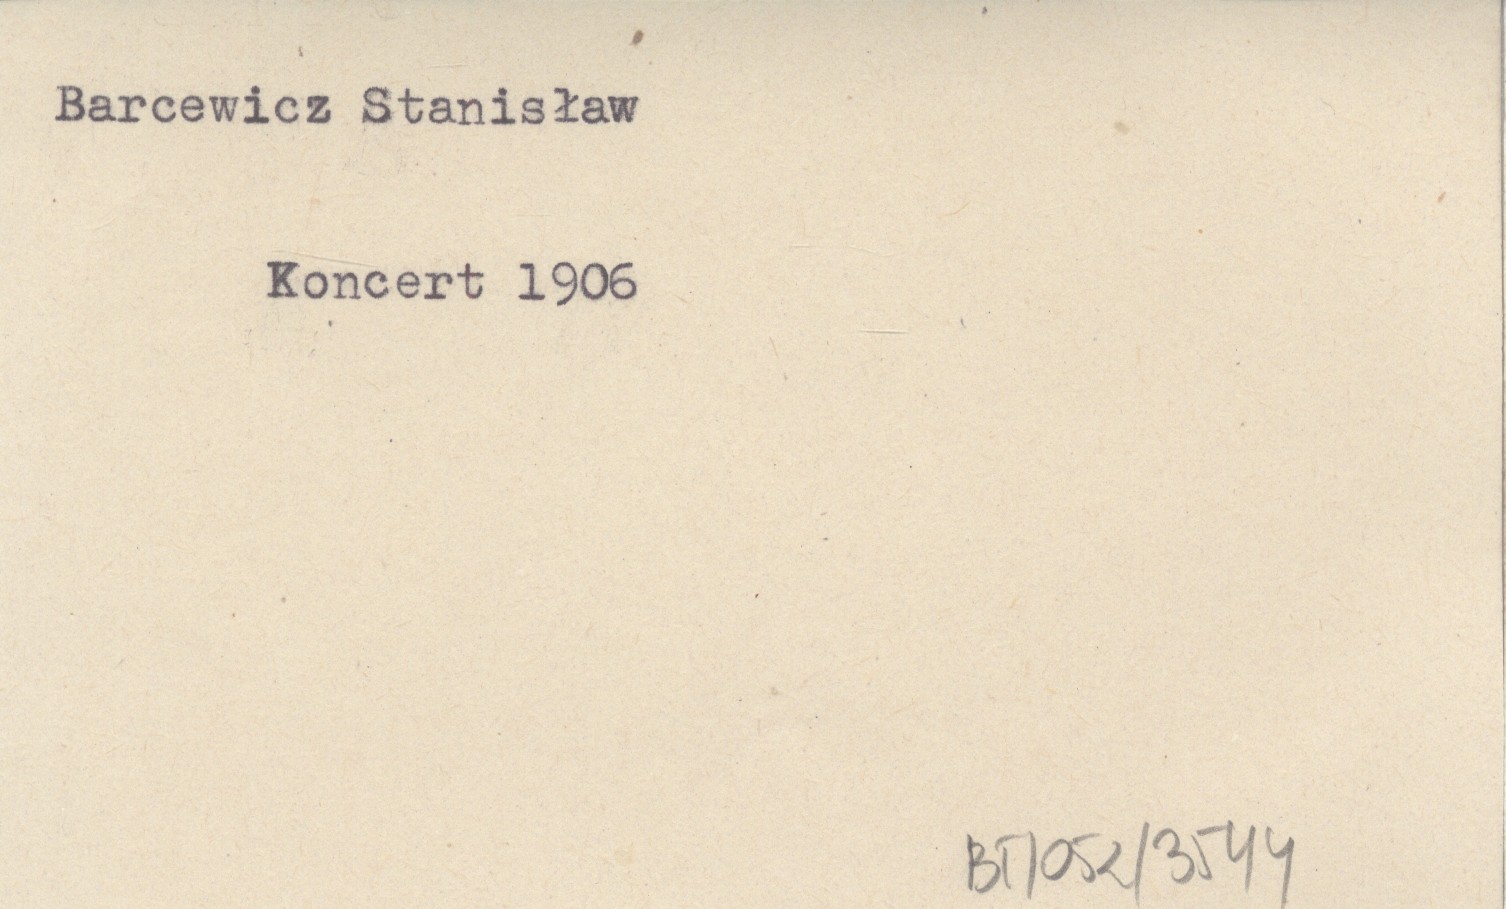 Barcewicz Stanisław
Koncert 1906
BT/052/3544